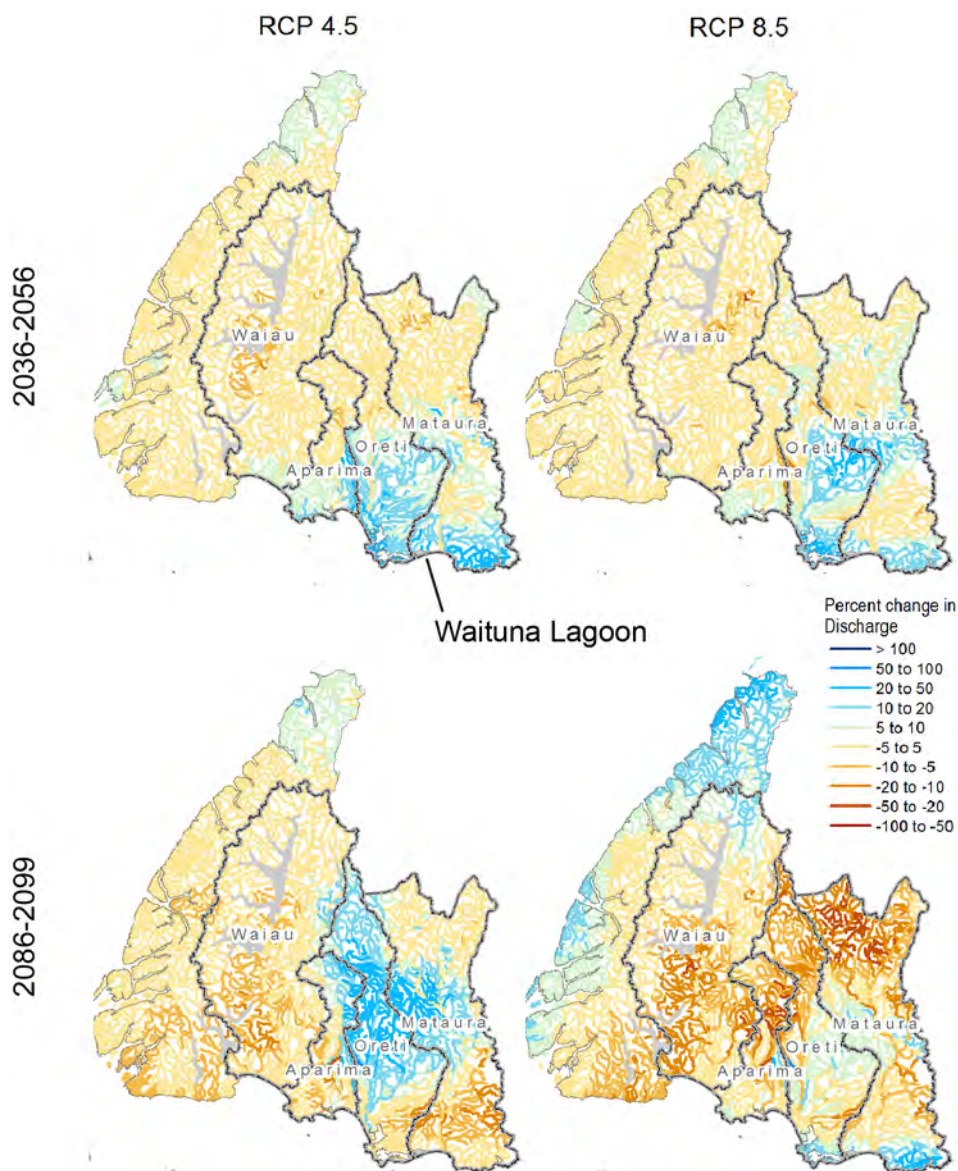 RCP 4.5
RCP 8.5
2036-2056
Waiau
Mataura
Oreti
Aparima
Waiau
Mataura
Oreti
Aparima
Waituna Lagoon
Percent change in
Discharge
> 100
50 to 100
20 to 50
10 to 20
5 to 10
-5 to 5
-10 to -5
-20 to -10
-50 to -20
-100 to -50
2086-2099
Waiau
Mataura
Oreti
Aparima
Waiau
Mataura
Oreti
Aparima